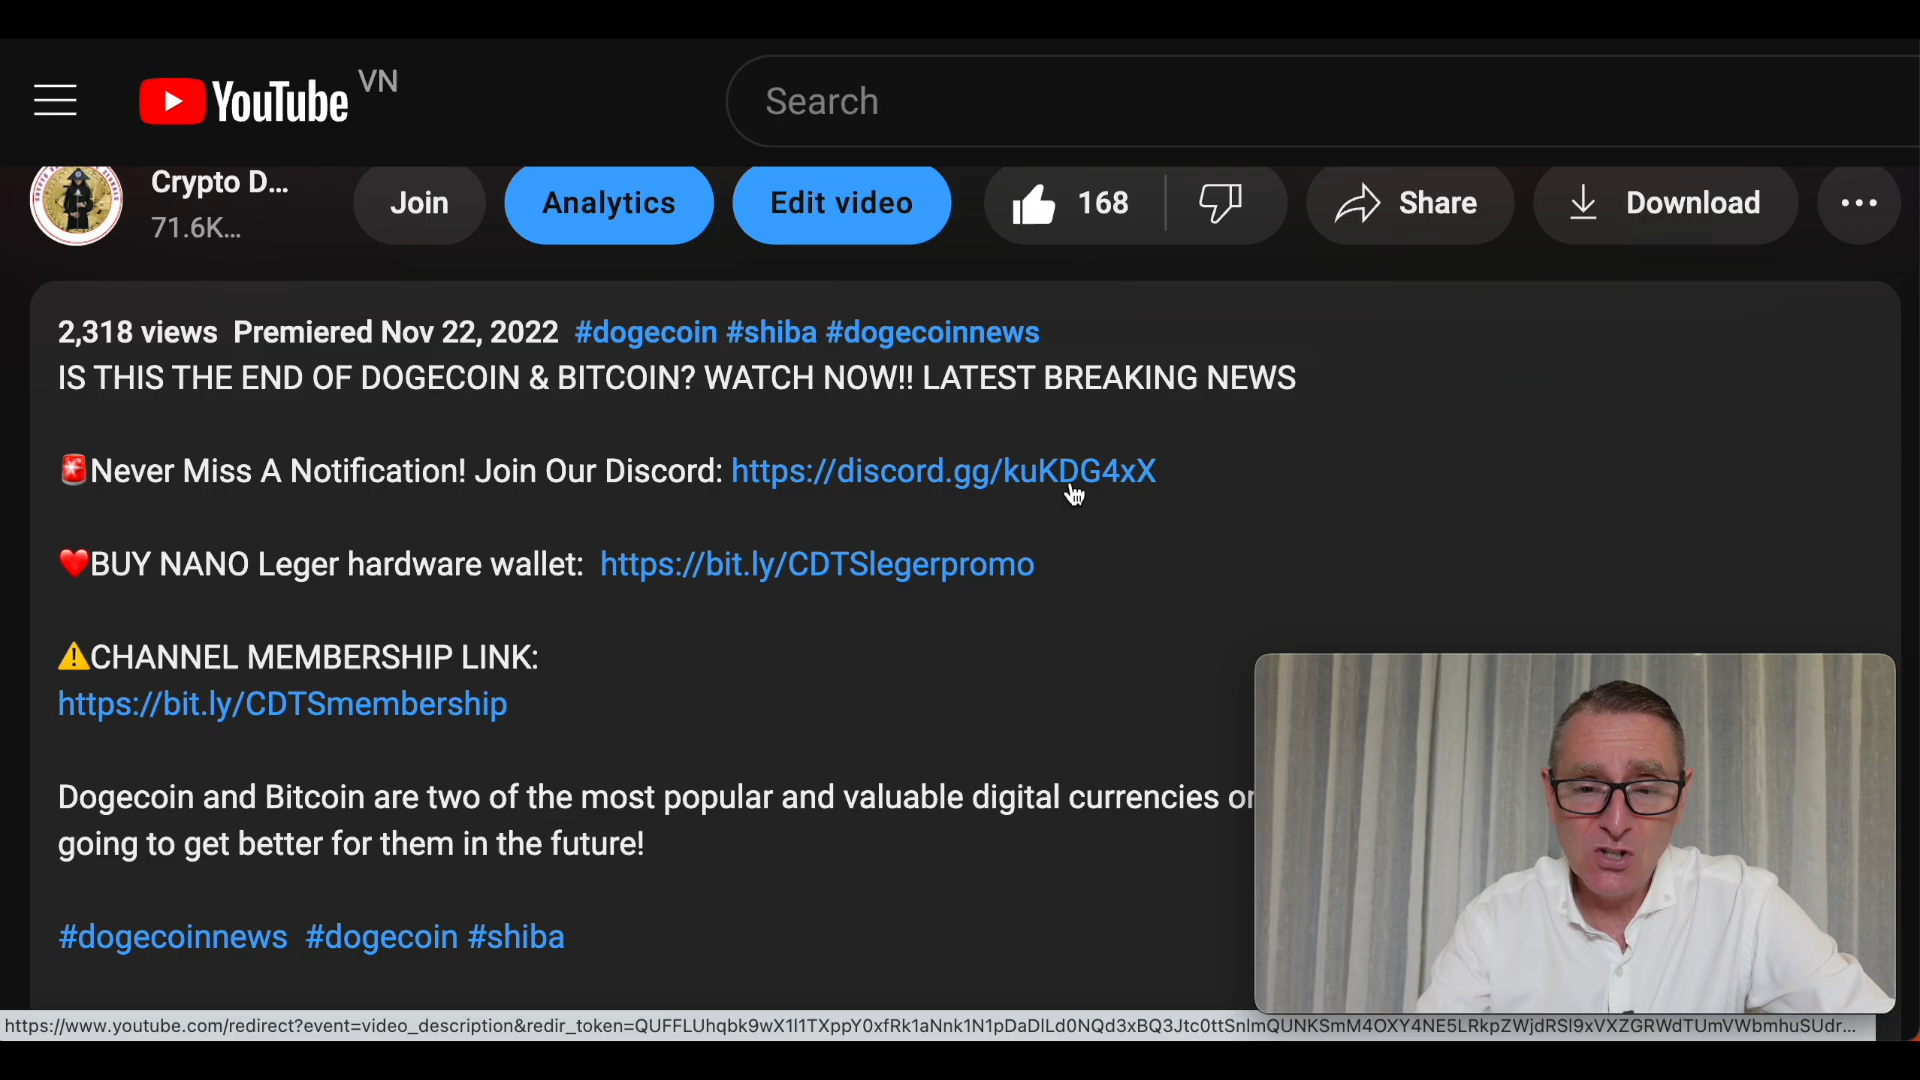 YouTube VN
Search
Crypto D...
71.6K...
Join
Analytics
Edit video
168
Share
Download
2,318 views Premiered Nov 22, 2022 #dogecoin #shiba #dogecoinnews
IS THIS THE END OF DOGECOIN & BITCOIN? WATCH NOW!! LATEST BREAKING NEWS
🚨Never Miss A Notification! Join Our Discord: https://discord.gg/kuKDG4xX
❤️BUY NANO Leger hardware wallet: https://bit.ly/CDTSlegerpromo
⚠️CHANNEL MEMBERSHIP LINK:
https://bit.ly/CDTSmembership
Dogecoin and Bitcoin are two of the most popular and valuable digital currencies
going to get better for them in the future!
#dogecoinnews #dogecoin #shiba